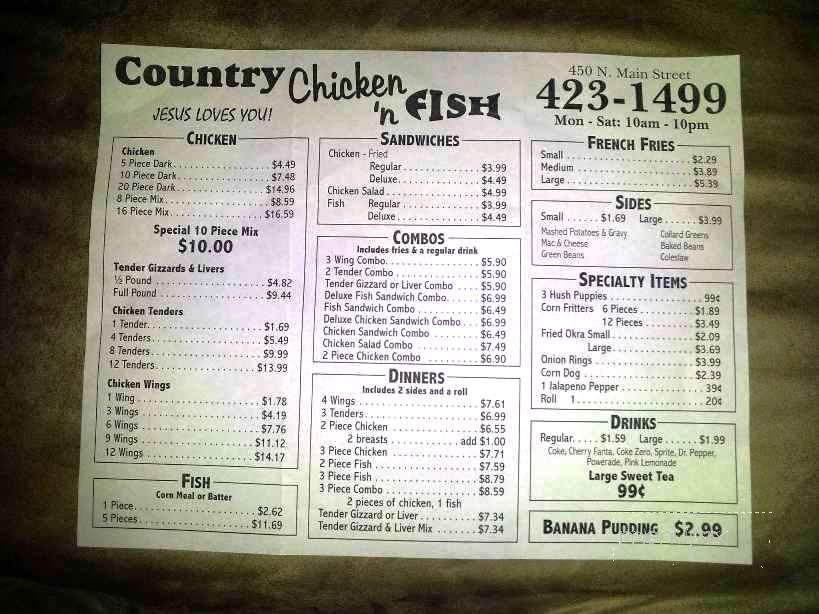 Country Chicken 'n FISH
JESUS LOVES YOU!
450 N. Main Street
423-1499
Mon - Sat: 10am - 10pm
CHICKEN
Chicken
5 Piece Dark . . . $4.49
10 Piece Dark . . . $7.48
20 Piece Dark . . . $14.96
8 Piece Mix . . . $8.59
16 Piece Mix . . . $16.59
Special 10 Piece Mix
$10.00
Tender Gizzards & Livers
½ Pound . . . $4.82
Full Pound . . . $9.44
Chicken Tenders
1 Tender . . . $1.69
4 Tenders . . . $5.49
8 Tenders . . . $9.99
12 Tenders . . . $13.99
Chicken Wings
1 Wing . . . $1.78
3 Wings . . . $4.19
6 Wings . . . $7.76
9 Wings . . . $11.12
12 Wings . . . $14.17
FISH
Corn Meal or Batter
1 Piece . . . $2.62
5 Pieces . . . $11.69
SANDWICHES
Chicken - Fried
Regular . . . $3.99
Deluxe . . . $4.49
Chicken Salad . . . $4.99
Fish Regular . . . $3.99
Deluxe . . . $4.49
COMBOS
Includes fries & a regular drink
3 Wing Combo . . . $5.90
2 Tender Combo . . . $5.90
Tender Gizzard or Liver Combo . . . $5.90
Deluxe Fish Sandwich Combo . . . $6.99
Fish Sandwich Combo . . . $6.49
Deluxe Chicken Sandwich Combo . . . $6.99
Chicken Sandwich Combo . . . $6.49
Chicken Salad Combo . . . $7.49
2 Piece Chicken Combo . . . $6.90
DINNERS
Includes 2 sides and a roll
4 Wings . . . $7.61
3 Tenders . . . $6.99
2 Piece Chicken . . . $6.55
2 breasts . . . add $1.00
3 Piece Chicken . . . $7.71
2 Piece Fish . . . $7.59
3 Piece Fish . . . $8.79
3 Piece Combo . . . $8.59
2 pieces of chicken, 1 fish
Tender Gizzard or Liver . . . $7.34
Tender Gizzard & Liver Mix . . . $7.34
FRENCH FRIES
Small . . . $2.29
Medium . . . $3.89
Large . . . $5.39
SIDES
Small . . . $1.69 Large . . . $3.99
Mashed Potatoes & Gravy Collard Greens
Mac & Cheese Baked Beans
Green Beans Coleslaw
SPECIALTY ITEMS
3 Hush Puppies . . . 99¢
Corn Fritters 6 Pieces . . . $1.89
12 Pieces . . . $3.49
Fried Okra Small . . . $2.09
Large . . . $3.69
Onion Rings . . . $3.99
Corn Dog . . . $2.39
1 Jalapeno Pepper . . . 39¢
Roll 1 . . . 20¢
DRINKS
Regular . . . $1.59 Large . . . $1.99
Coke, Cherry Fanta, Coke Zero, Sprite, Dr. Pepper,
Powerade, Pink Lemonade
Large Sweet Tea
99¢
BANANA PUDDING $2.99